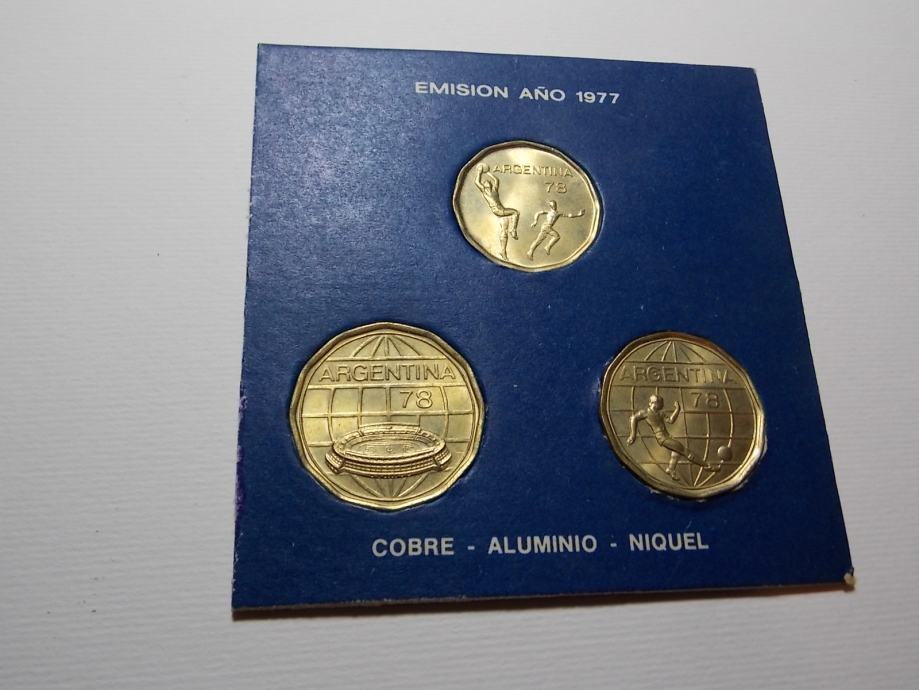 EMISION AÑO 1977
ARGENTINA
78
ARGENTINA
78
ARGENTINA
78
COBRE - ALUMINIO - NIQUEL